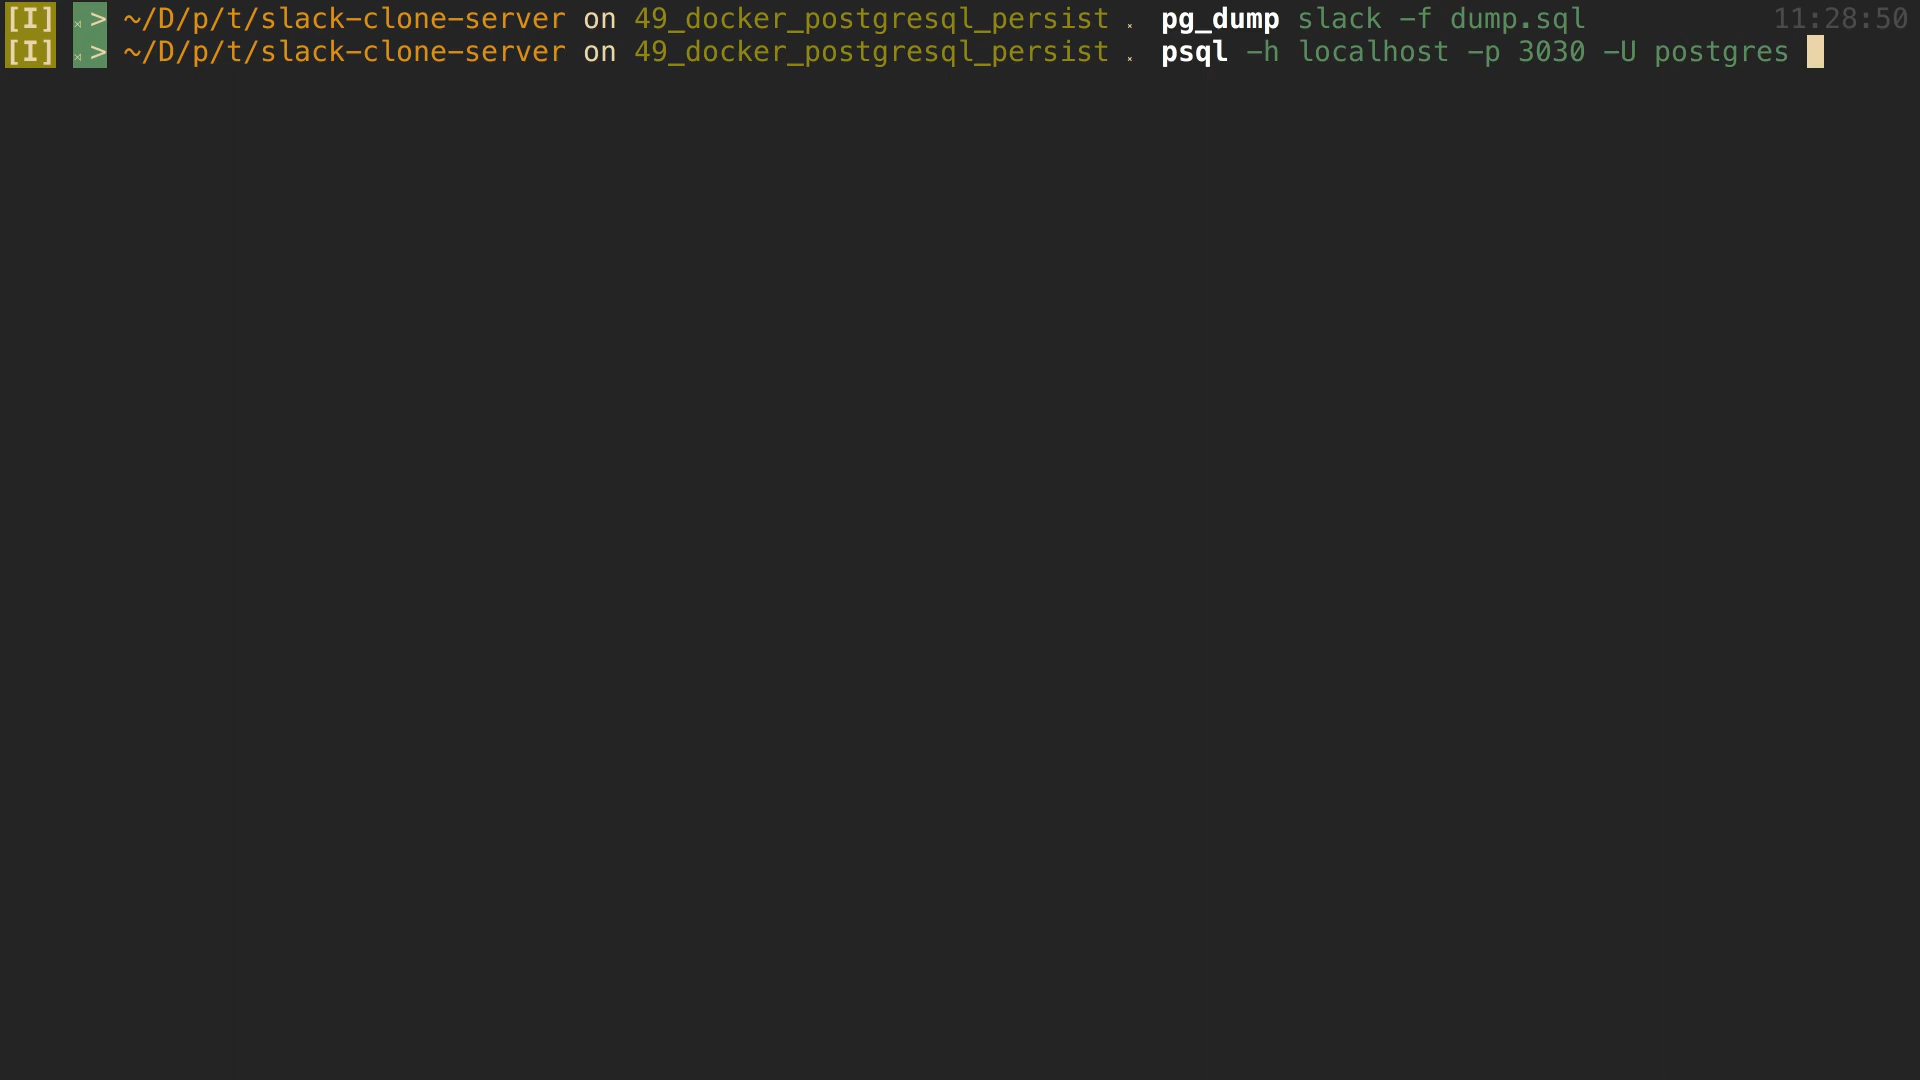 [I] > ~/D/p/t/slack-clone-server on 49_docker_postgresql_persist . pg_dump slack -f dump.sql 11:28:50
[I] > ~/D/p/t/slack-clone-server on 49_docker_postgresql_persist . psql -h localhost -p 3030 -U postgres